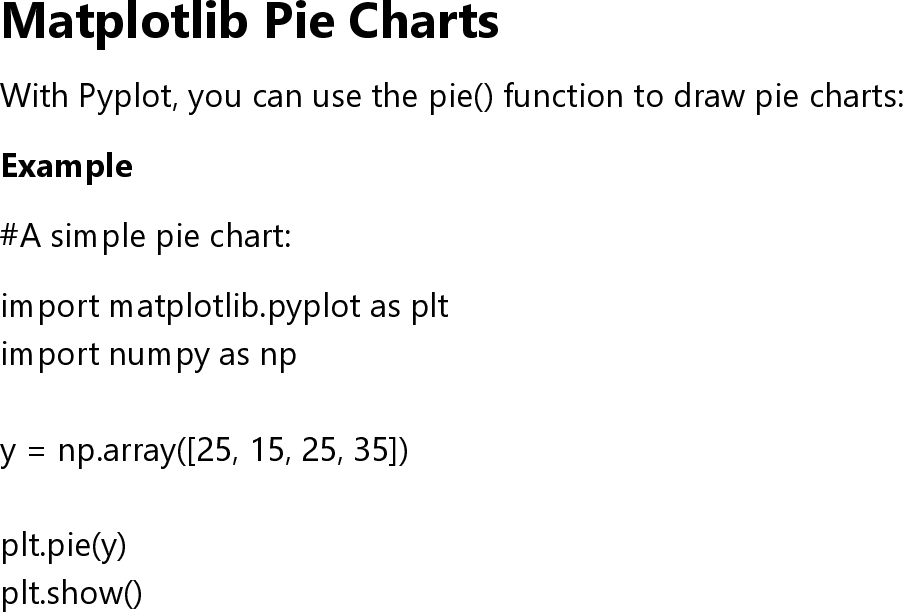 Matplotlib Pie Charts
With Pyplot, you can use the pie() function to draw pie charts:
Example
#A simple pie chart:
import matplotlib.pyplot as plt
import numpy as np
y = np.array([25, 15, 25, 35])
plt.pie(y)
plt.show()